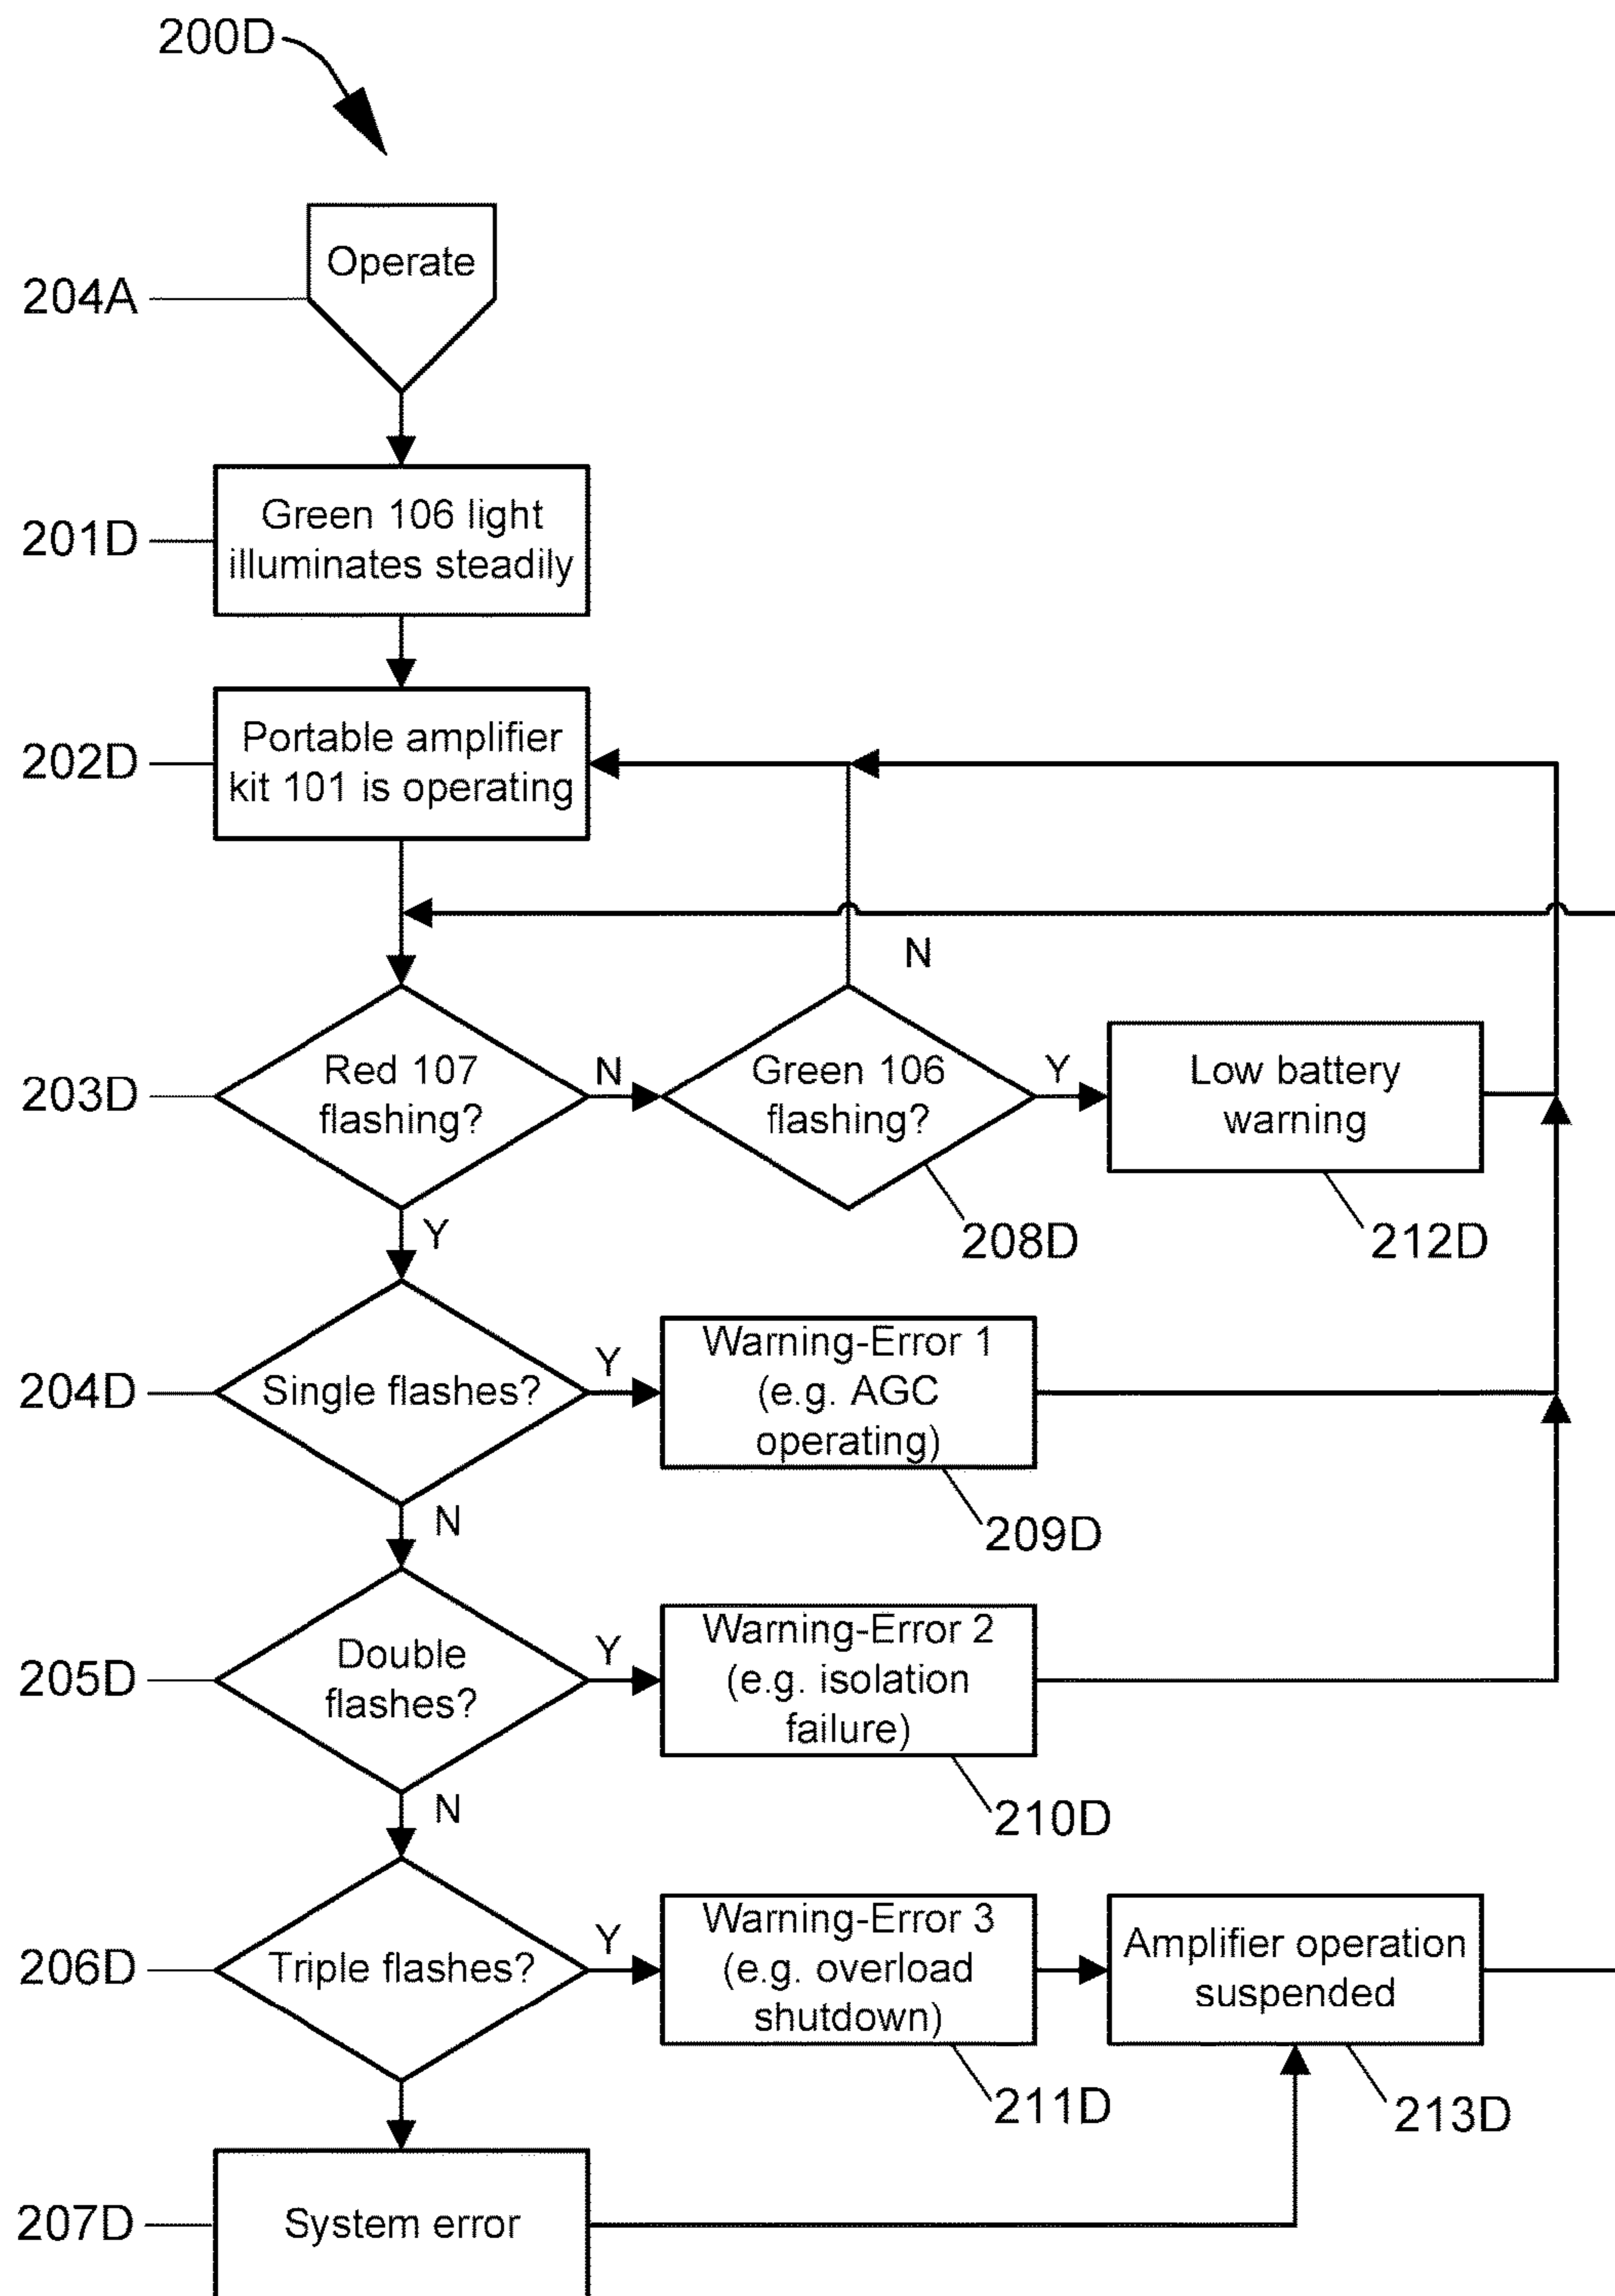 200D
Operate
204A
Green 106 light
illuminates steadily
201D
Portable amplifier
kit 101 is operating
202D
N
Red 107
flashing?
203D
N
Green 106
flashing?
208D
Y
Low battery
warning
212D
Y
Single flashes?
204D
Y
Warning-Error 1
(e.g. AGC
operating)
209D
N
Double
flashes?
205D
Y
Warning-Error 2
(e.g. isolation
failure)
210D
N
Triple flashes?
206D
Y
Warning-Error 3
(e.g. overload
shutdown)
211D
Amplifier operation
suspended
213D
System error
207D